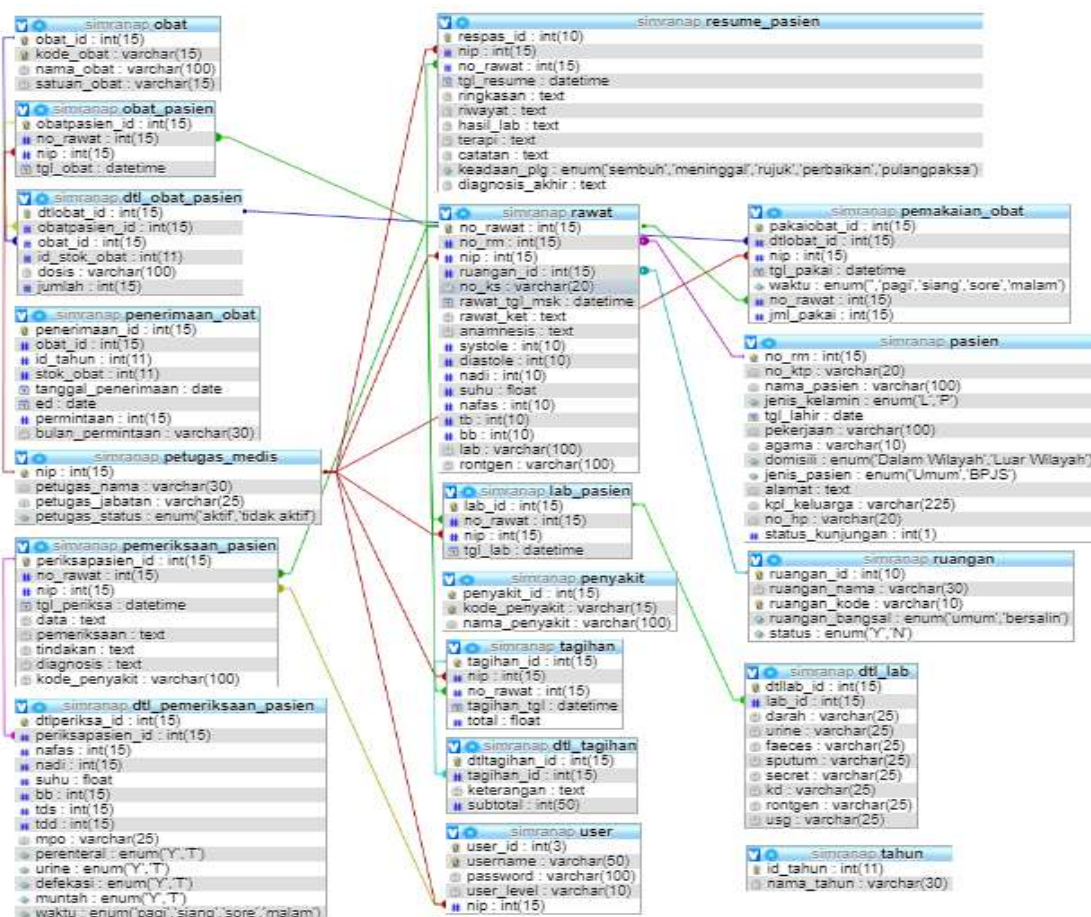 simranap obat
obat_id : int(15)
kode_obat : varchar(15)
nama_obat : varchar(100)
satuan_obat : varchar(15)
simranap obat_pasien
obatpasien_id : int(15)
no_rawat : int(15)
nip : int(15)
tgl_obat : datetime
simranap dtl_obat_pasien
dtlobat_id : int(15)
obatpasien_id : int(15)
obat_id : int(15)
id_stok_obat : int(11)
dosis : varchar(100)
jumlah : int(15)
simranap penerimaan_obat
penerimaan_id : int(15)
obat_id : int(15)
id_tahun : int(11)
stok_obat : int(11)
tanggal_penerimaan : date
ed : date
permintaan : int(15)
bulan_permintaan : varchar(30)
simranap petugas_medis
nip : int(15)
petugas_nama : varchar(30)
petugas_jabatan : varchar(25)
petugas_status : enum('aktif','tidak aktif')
simranap pemeriksaan_pasien
periksapasien_id : int(15)
no_rawat : int(15)
nip : int(15)
tgl_periksa : datetime
data : text
pemeriksaan : text
tindakan : text
diagnosis : text
kode_penyakit : varchar(100)
simranap dtl_pemeriksaan_pasien
dtlperiksa_id : int(15)
periksapasien_id : int(15)
nafas : int(15)
nadi : int(15)
suhu : float
bb : int(15)
tds : int(15)
tdd : int(15)
mpo : varchar(25)
perenteral : enum('Y','T')
urine : enum('Y','T')
defekasi : enum('Y','T')
muntah : enum('Y','T')
waktu : enum('pagi','siang','sore','malam')
simranap resume_pasien
respas_id : int(10)
nip : int(15)
no_rawat : int(15)
tgl_resume : datetime
ringkasan : text
riwayat : text
hasil_lab : text
terapi : text
catatan : text
keadaan_plg : enum('sembuh','meninggal','rujuk','perbaikan','pulangpaksa')
diagnosis_akhir : text
simranap rawat
no_rawat : int(15)
no_rm : int(15)
nip : int(15)
ruangan_id : int(15)
no_ks : varchar(20)
rawat_tgl_msk : datetime
rawat_ket : text
anamnesis : text
systole : int(10)
diastole : int(10)
nadi : int(10)
suhu : float
nafas : int(10)
tb : int(10)
bb : int(10)
lab : varchar(100)
rontgen : varchar(100)
simranap lab_pasien
lab_id : int(15)
no_rawat : int(15)
nip : int(15)
tgl_lab : datetime
simranap penyakit
penyakit_id : int(15)
kode_penyakit : varchar(15)
nama_penyakit : varchar(100)
simranap tagihan
tagihan_id : int(15)
nip : int(15)
no_rawat : int(15)
tagihan_tgl : datetime
total : float
simranap dtl_tagihan
dtltagihan_id : int(15)
tagihan_id : int(15)
keterangan : text
subtotal : int(50)
simranap user
user_id : int(3)
username : varchar(50)
password : varchar(100)
user_level : varchar(10)
nip : int(15)
simranap pemakaian_obat
pakaiobat_id : int(15)
dtlobat_id : int(15)
nip : int(15)
tgl_pakai : datetime
waktu : enum('','pagi','siang','sore','malam')
no_rawat : int(15)
jml_pakai : int(15)
simranap pasien
no_rm : int(15)
no_ktp : varchar(20)
nama_pasien : varchar(100)
jenis_kelamin : enum('L','P')
tgl_lahir : date
pekerjaan : varchar(100)
agama : varchar(10)
domisili : enum('Dalam Wilayah','Luar Wilayah')
jenis_pasien : enum('Umum','BPJS')
alamat : text
kpl_keluarga : varchar(225)
no_hp : varchar(20)
status_kunjungan : int(1)
simranap ruangan
ruangan_id : int(10)
ruangan_nama : varchar(30)
ruangan_kode : varchar(10)
ruangan_bangsal : enum('umum','bersalin')
status : enum('Y','N')
simranap dtl_lab
dtllab_id : int(15)
lab_id : int(15)
darah : varchar(25)
urine : varchar(25)
faeces : varchar(25)
sputum : varchar(25)
secret : varchar(25)
kd : varchar(25)
rontgen : varchar(25)
usg : varchar(25)
simranap tahun
id_tahun : int(11)
nama_tahun : varchar(30)